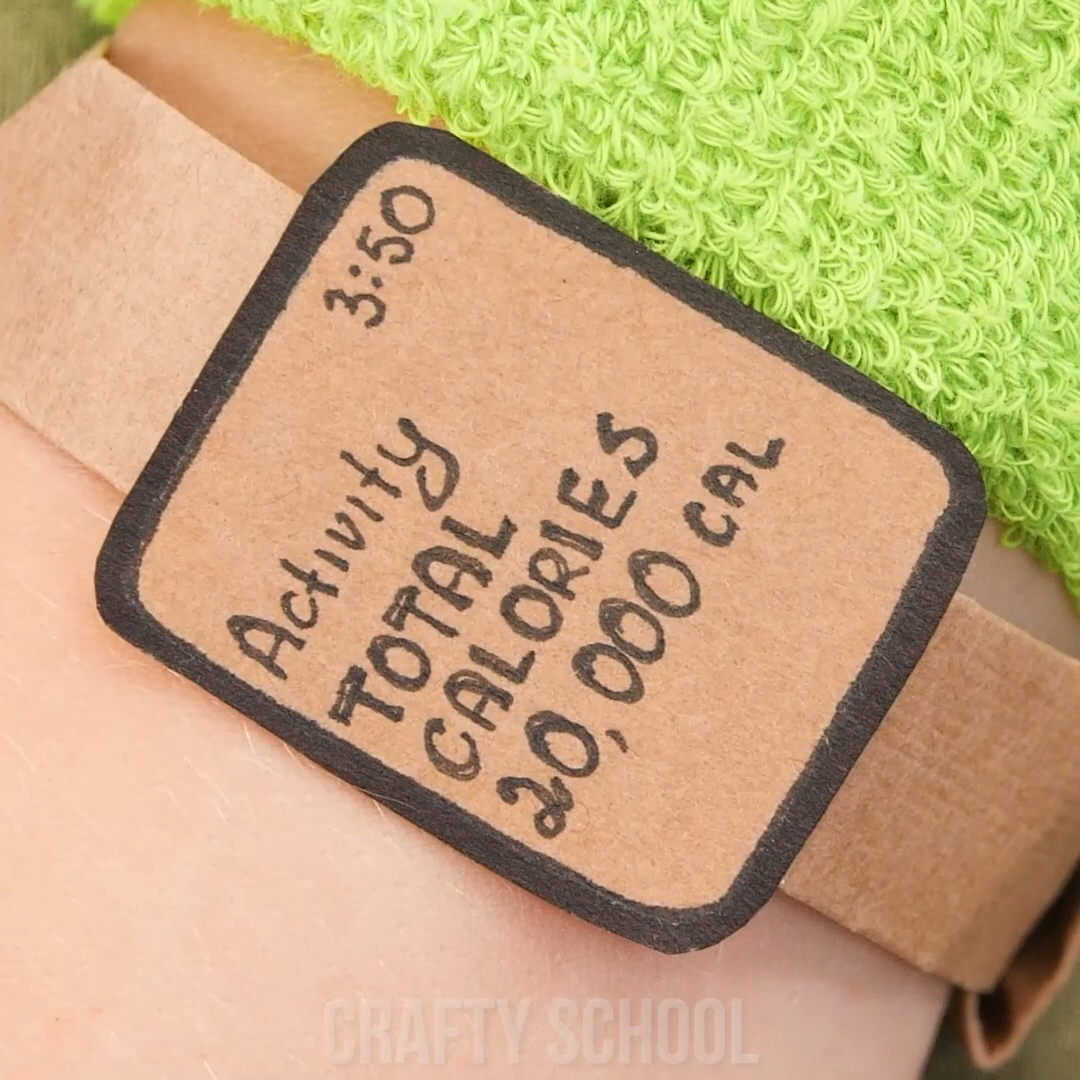 3:50
Activity
TOTAL
CALORIES
20,000 CAL
CRAFTY SCHOOL